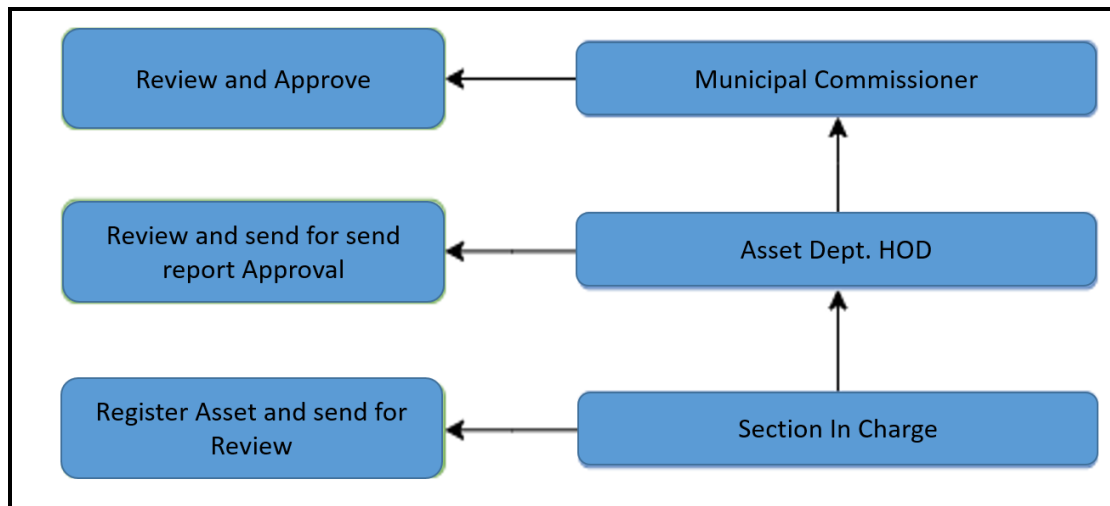 Review and Approve
Municipal Commissioner
Review and send for send
report Approval
Asset Dept. HOD
Register Asset and send for
Review
Section In Charge